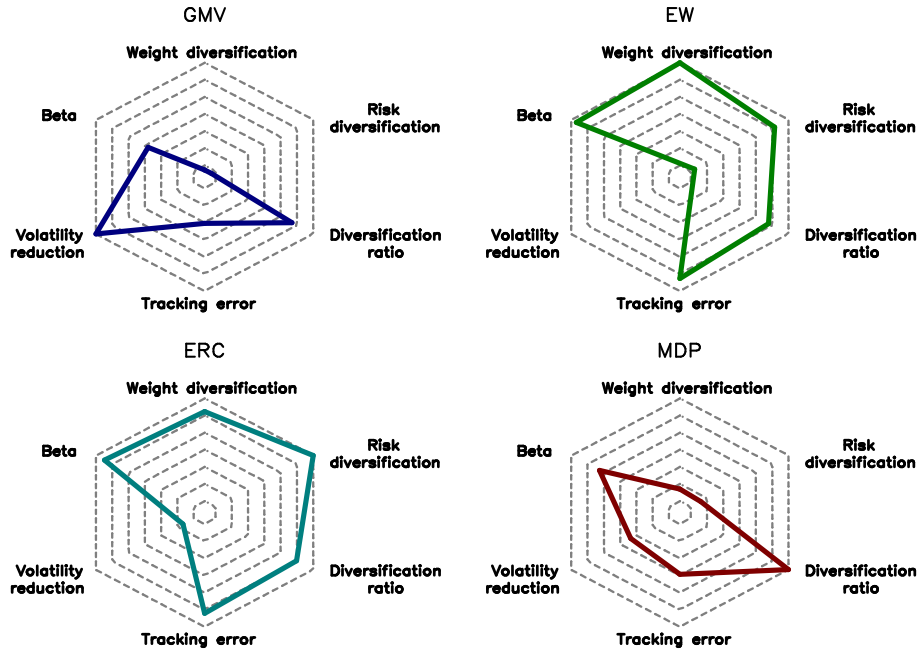 GMV
Weight diversification
Beta
Risk
diversification
Volatility
reduction
Diversification
ratio
Tracking error
EW
Weight diversification
Beta
Risk
diversification
Volatility
reduction
Diversification
ratio
Tracking error
ERC
Weight diversification
Beta
Risk
diversification
Volatility
reduction
Diversification
ratio
Tracking error
MDP
Weight diversification
Beta
Risk
diversification
Volatility
reduction
Diversification
ratio
Tracking error